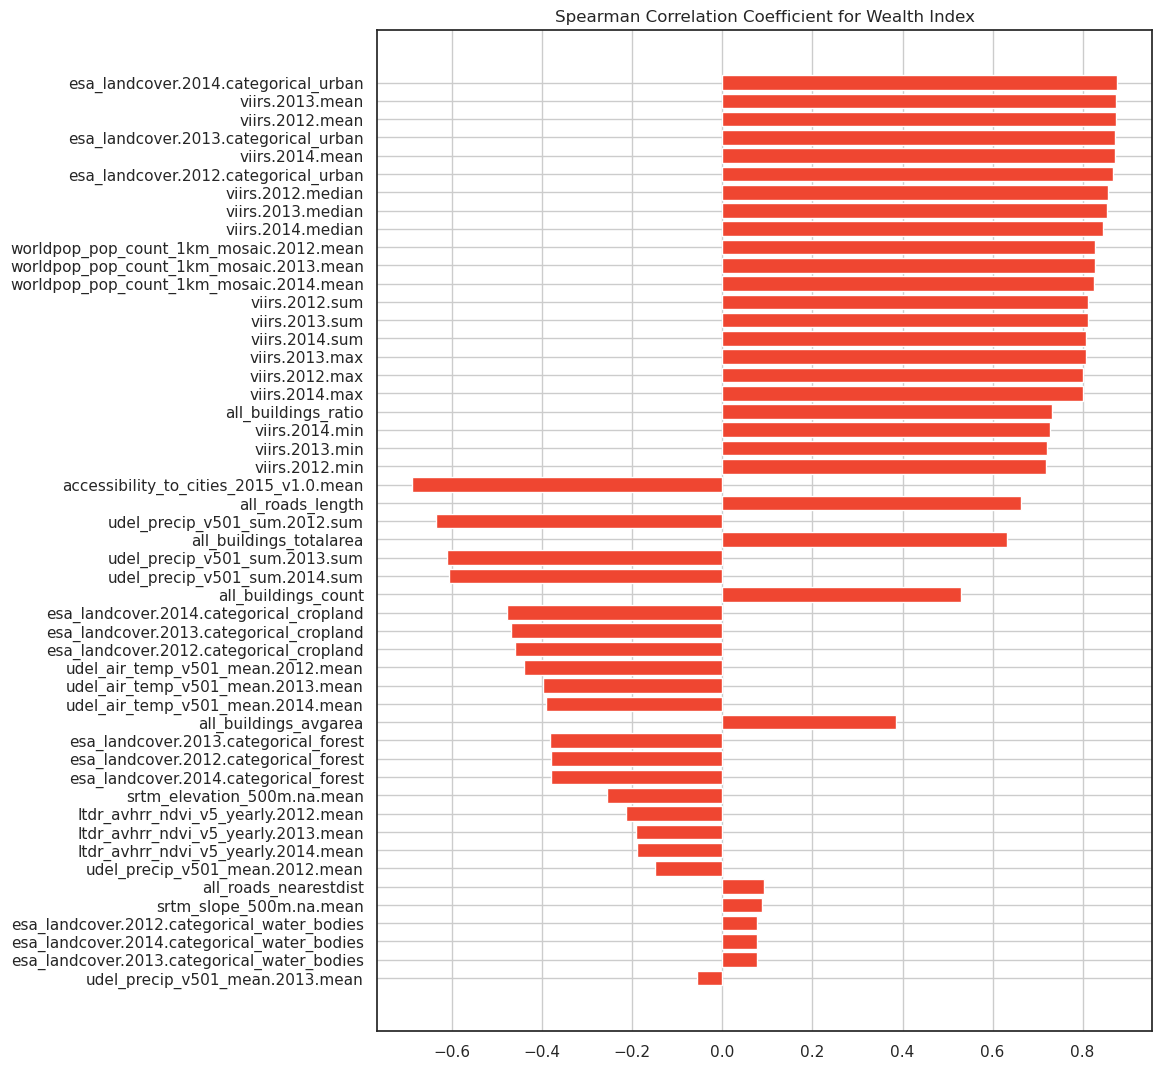 Spearman Correlation Coefficient for Wealth Index
esa_landcover.2014.categorical_urban
viirs.2013.mean
viirs.2012.mean
esa_landcover.2013.categorical_urban
viirs.2014.mean
esa_landcover.2012.categorical_urban
viirs.2012.median
viirs.2013.median
viirs.2014.median
worldpop_pop_count_1km_mosaic.2012.mean
worldpop_pop_count_1km_mosaic.2013.mean
worldpop_pop_count_1km_mosaic.2014.mean
viirs.2012.sum
viirs.2013.sum
viirs.2014.sum
viirs.2013.max
viirs.2012.max
viirs.2014.max
all_buildings_ratio
viirs.2014.min
viirs.2013.min
viirs.2012.min
accessibility_to_cities_2015_v1.0.mean
all_roads_length
udel_precip_v501_sum.2012.sum
all_buildings_totalarea
udel_precip_v501_sum.2013.sum
udel_precip_v501_sum.2014.sum
all_buildings_count
esa_landcover.2014.categorical_cropland
esa_landcover.2013.categorical_cropland
esa_landcover.2012.categorical_cropland
udel_air_temp_v501_mean.2012.mean
udel_air_temp_v501_mean.2013.mean
udel_air_temp_v501_mean.2014.mean
all_buildings_avgarea
esa_landcover.2013.categorical_forest
esa_landcover.2012.categorical_forest
esa_landcover.2014.categorical_forest
srtm_elevation_500m.na.mean
ltdr_avhrr_ndvi_v5_yearly.2012.mean
ltdr_avhrr_ndvi_v5_yearly.2013.mean
ltdr_avhrr_ndvi_v5_yearly.2014.mean
udel_precip_v501_mean.2012.mean
all_roads_nearestdist
srtm_slope_500m.na.mean
esa_landcover.2012.categorical_water_bodies
esa_landcover.2014.categorical_water_bodies
esa_landcover.2013.categorical_water_bodies
udel_precip_v501_mean.2013.mean
−0.6 −0.4 −0.2 0.0 0.2 0.4 0.6 0.8